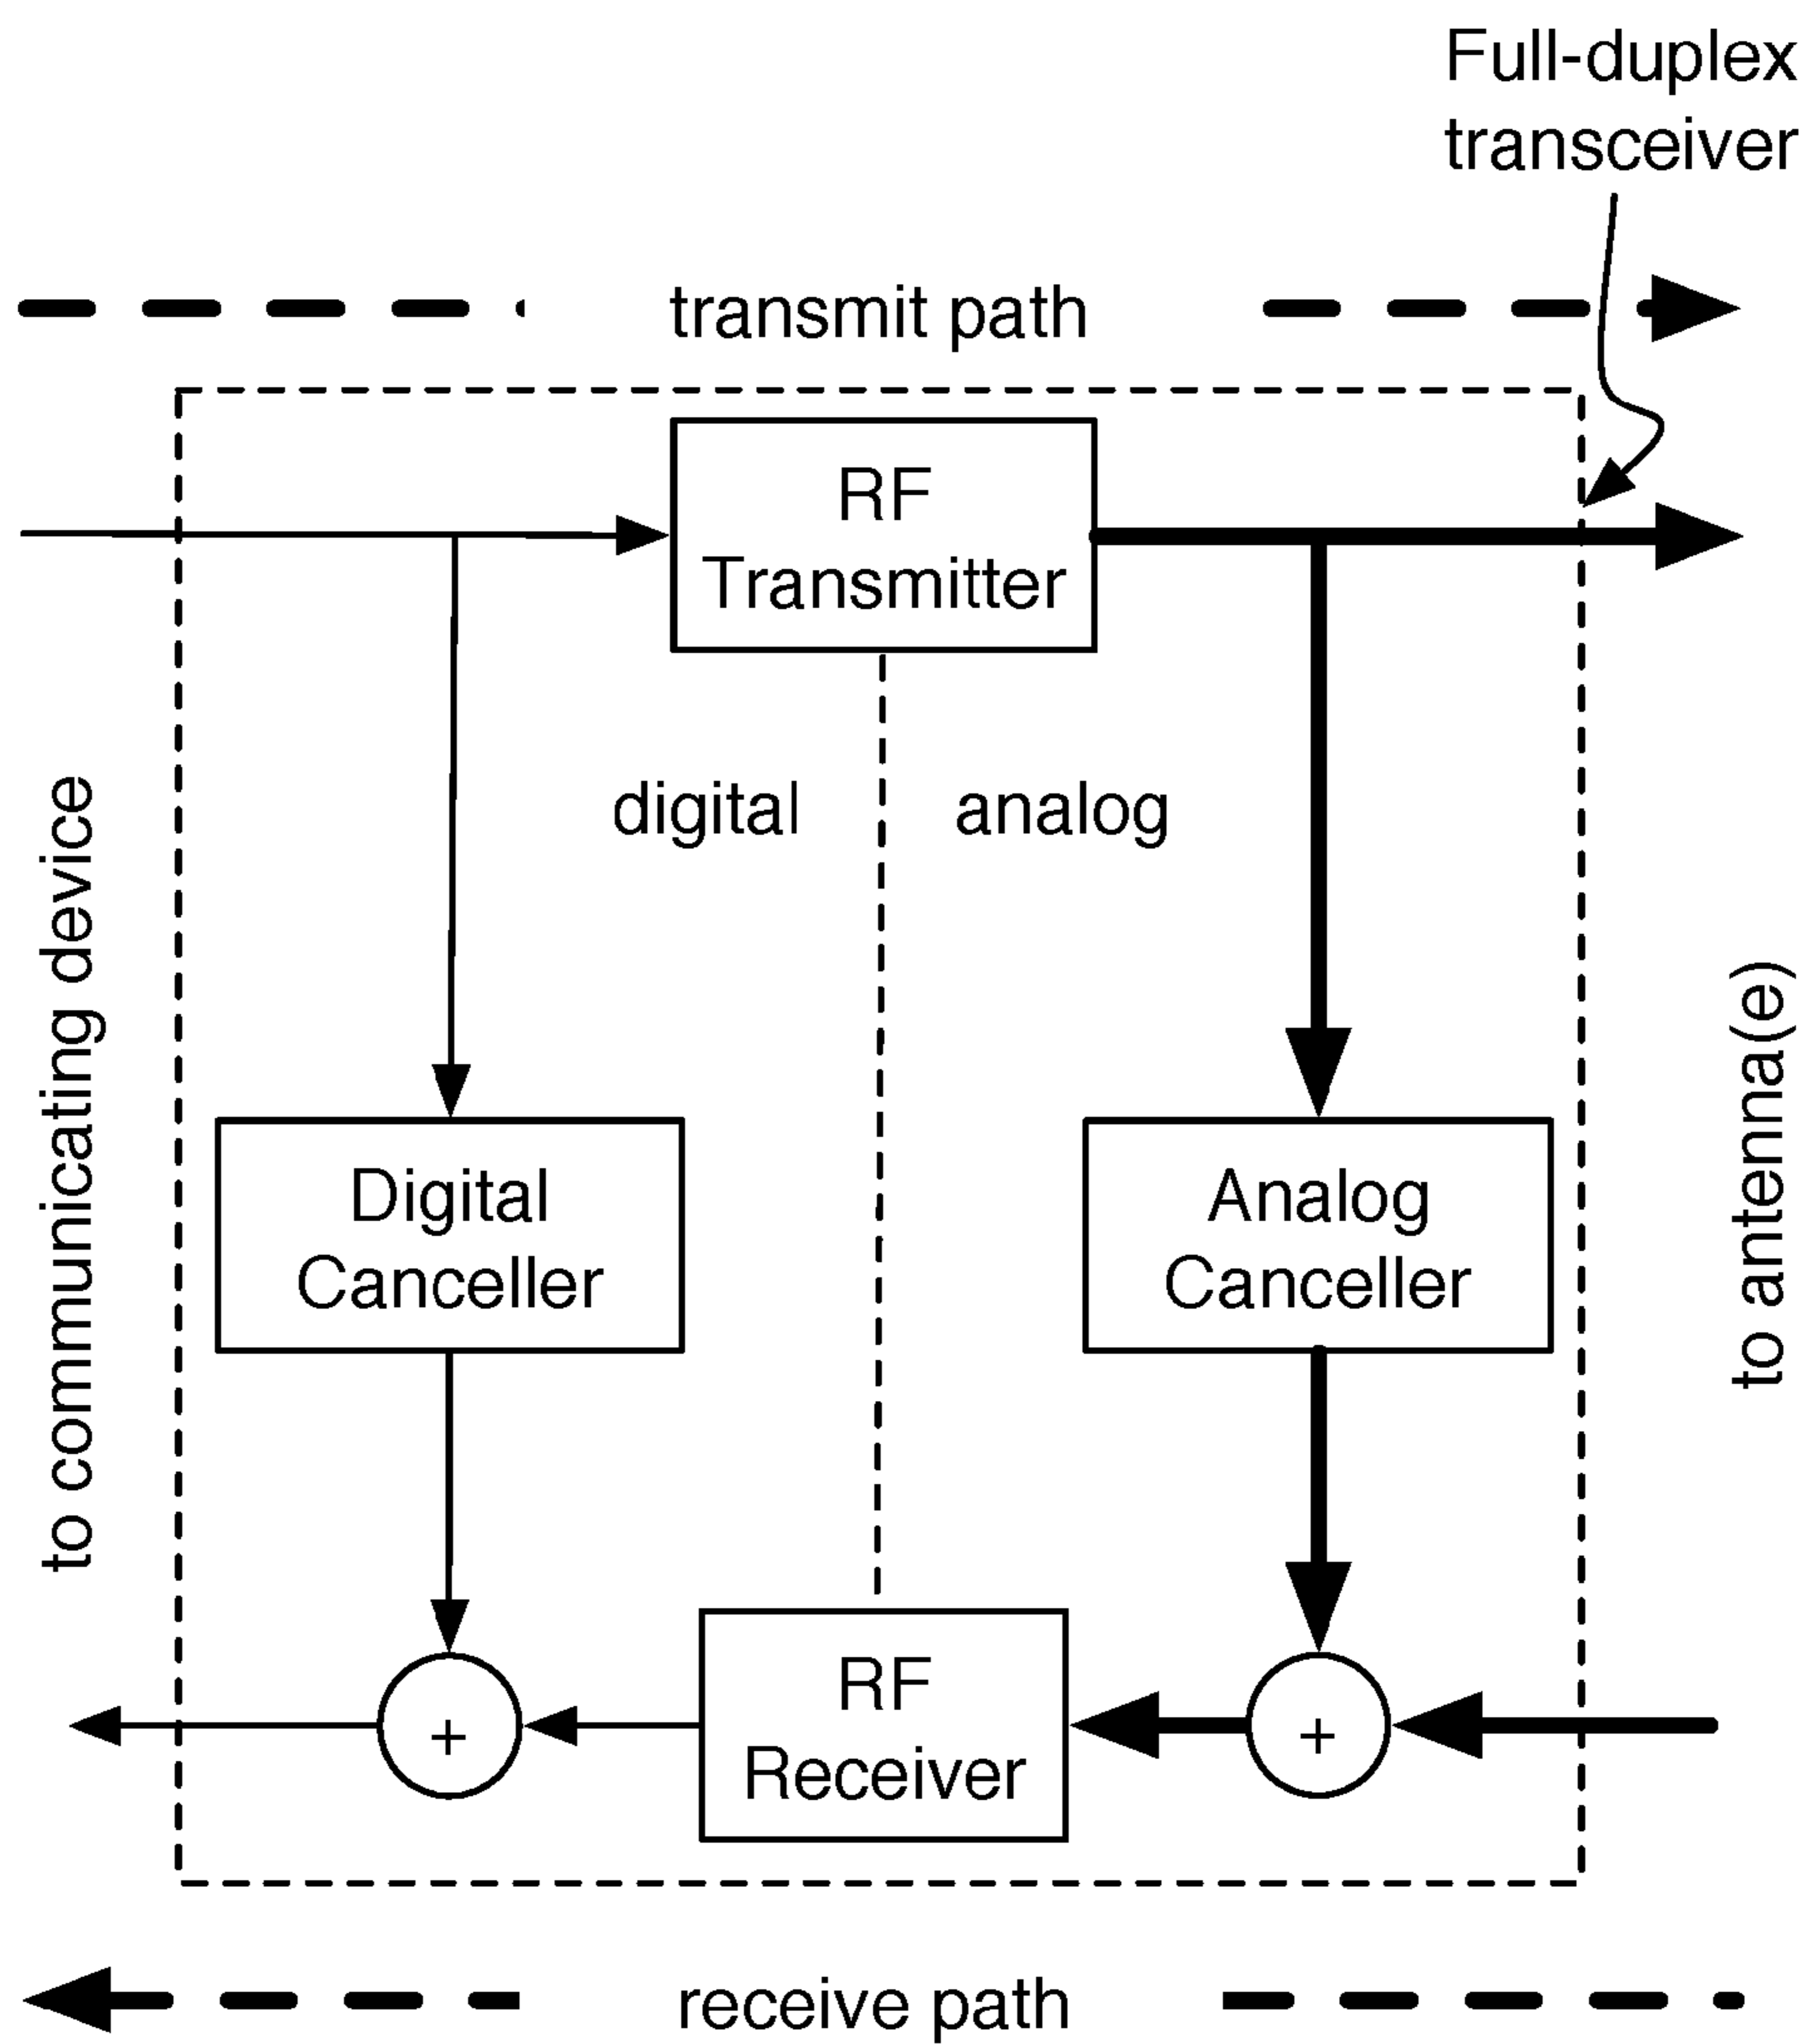 Full-duplex
transceiver
transmit path
RF
Transmitter
digital
analog
to communicating device
to antenna(e)
Digital
Canceller
Analog
Canceller
+
RF
Receiver
+
receive path